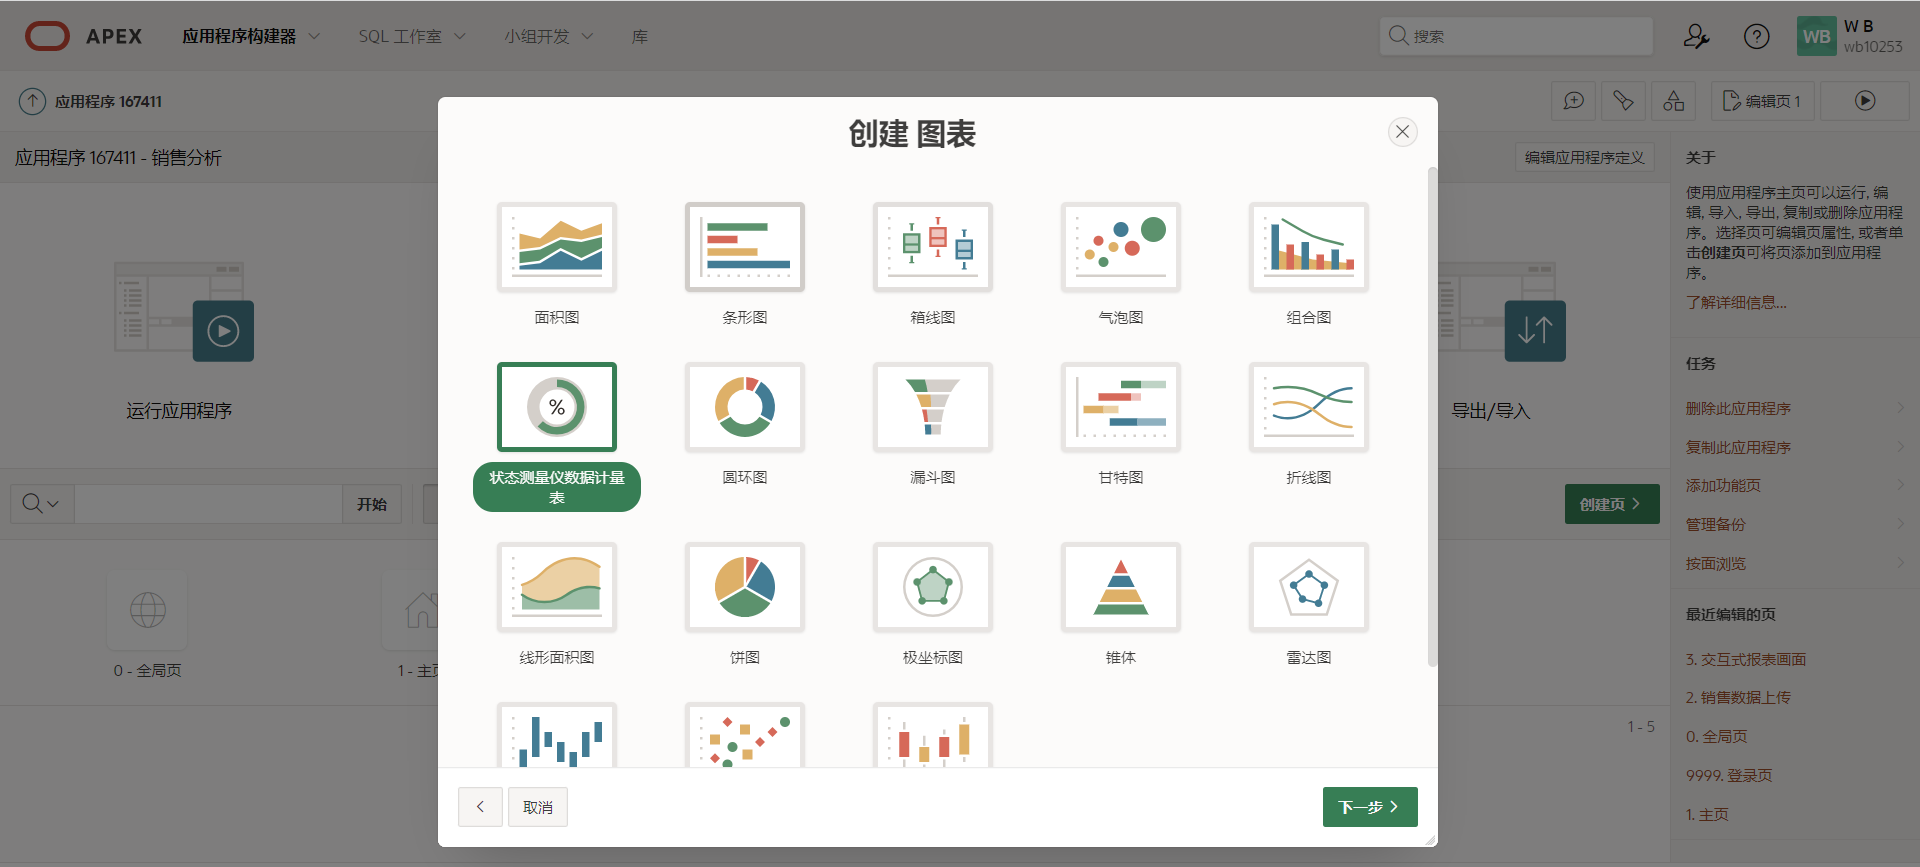 APEX 应用程序构建器 SQL 工作室 小组开发 库 搜索 WB W B
wb10253
应用程序 167411 编辑页 1
创建 图表
应用程序 167411 - 销售分析 编辑应用程序定义
运行应用程序
导出/导入
开始
创建页
0 - 全局页
1 - 主页
1 - 5
面积图 条形图 箱线图 气泡图 组合图
%
状态测量仪数据计量
表
圆环图 漏斗图 甘特图 折线图
线形面积图 饼图 极坐标图 锥体 雷达图
取消 下一步
关于
使用应用程序主页可以运行, 编
辑, 导入, 导出, 复制或删除应用程
序。选择页可编辑页属性, 或者单
击创建页可将页添加到应用程
序。
了解详细信息...
任务
删除此应用程序
复制此应用程序
添加功能页
管理备份
按面浏览
最近编辑的页
3. 交互式报表画面
2. 销售数据上传
0. 全局页
9999. 登录页
1. 主页